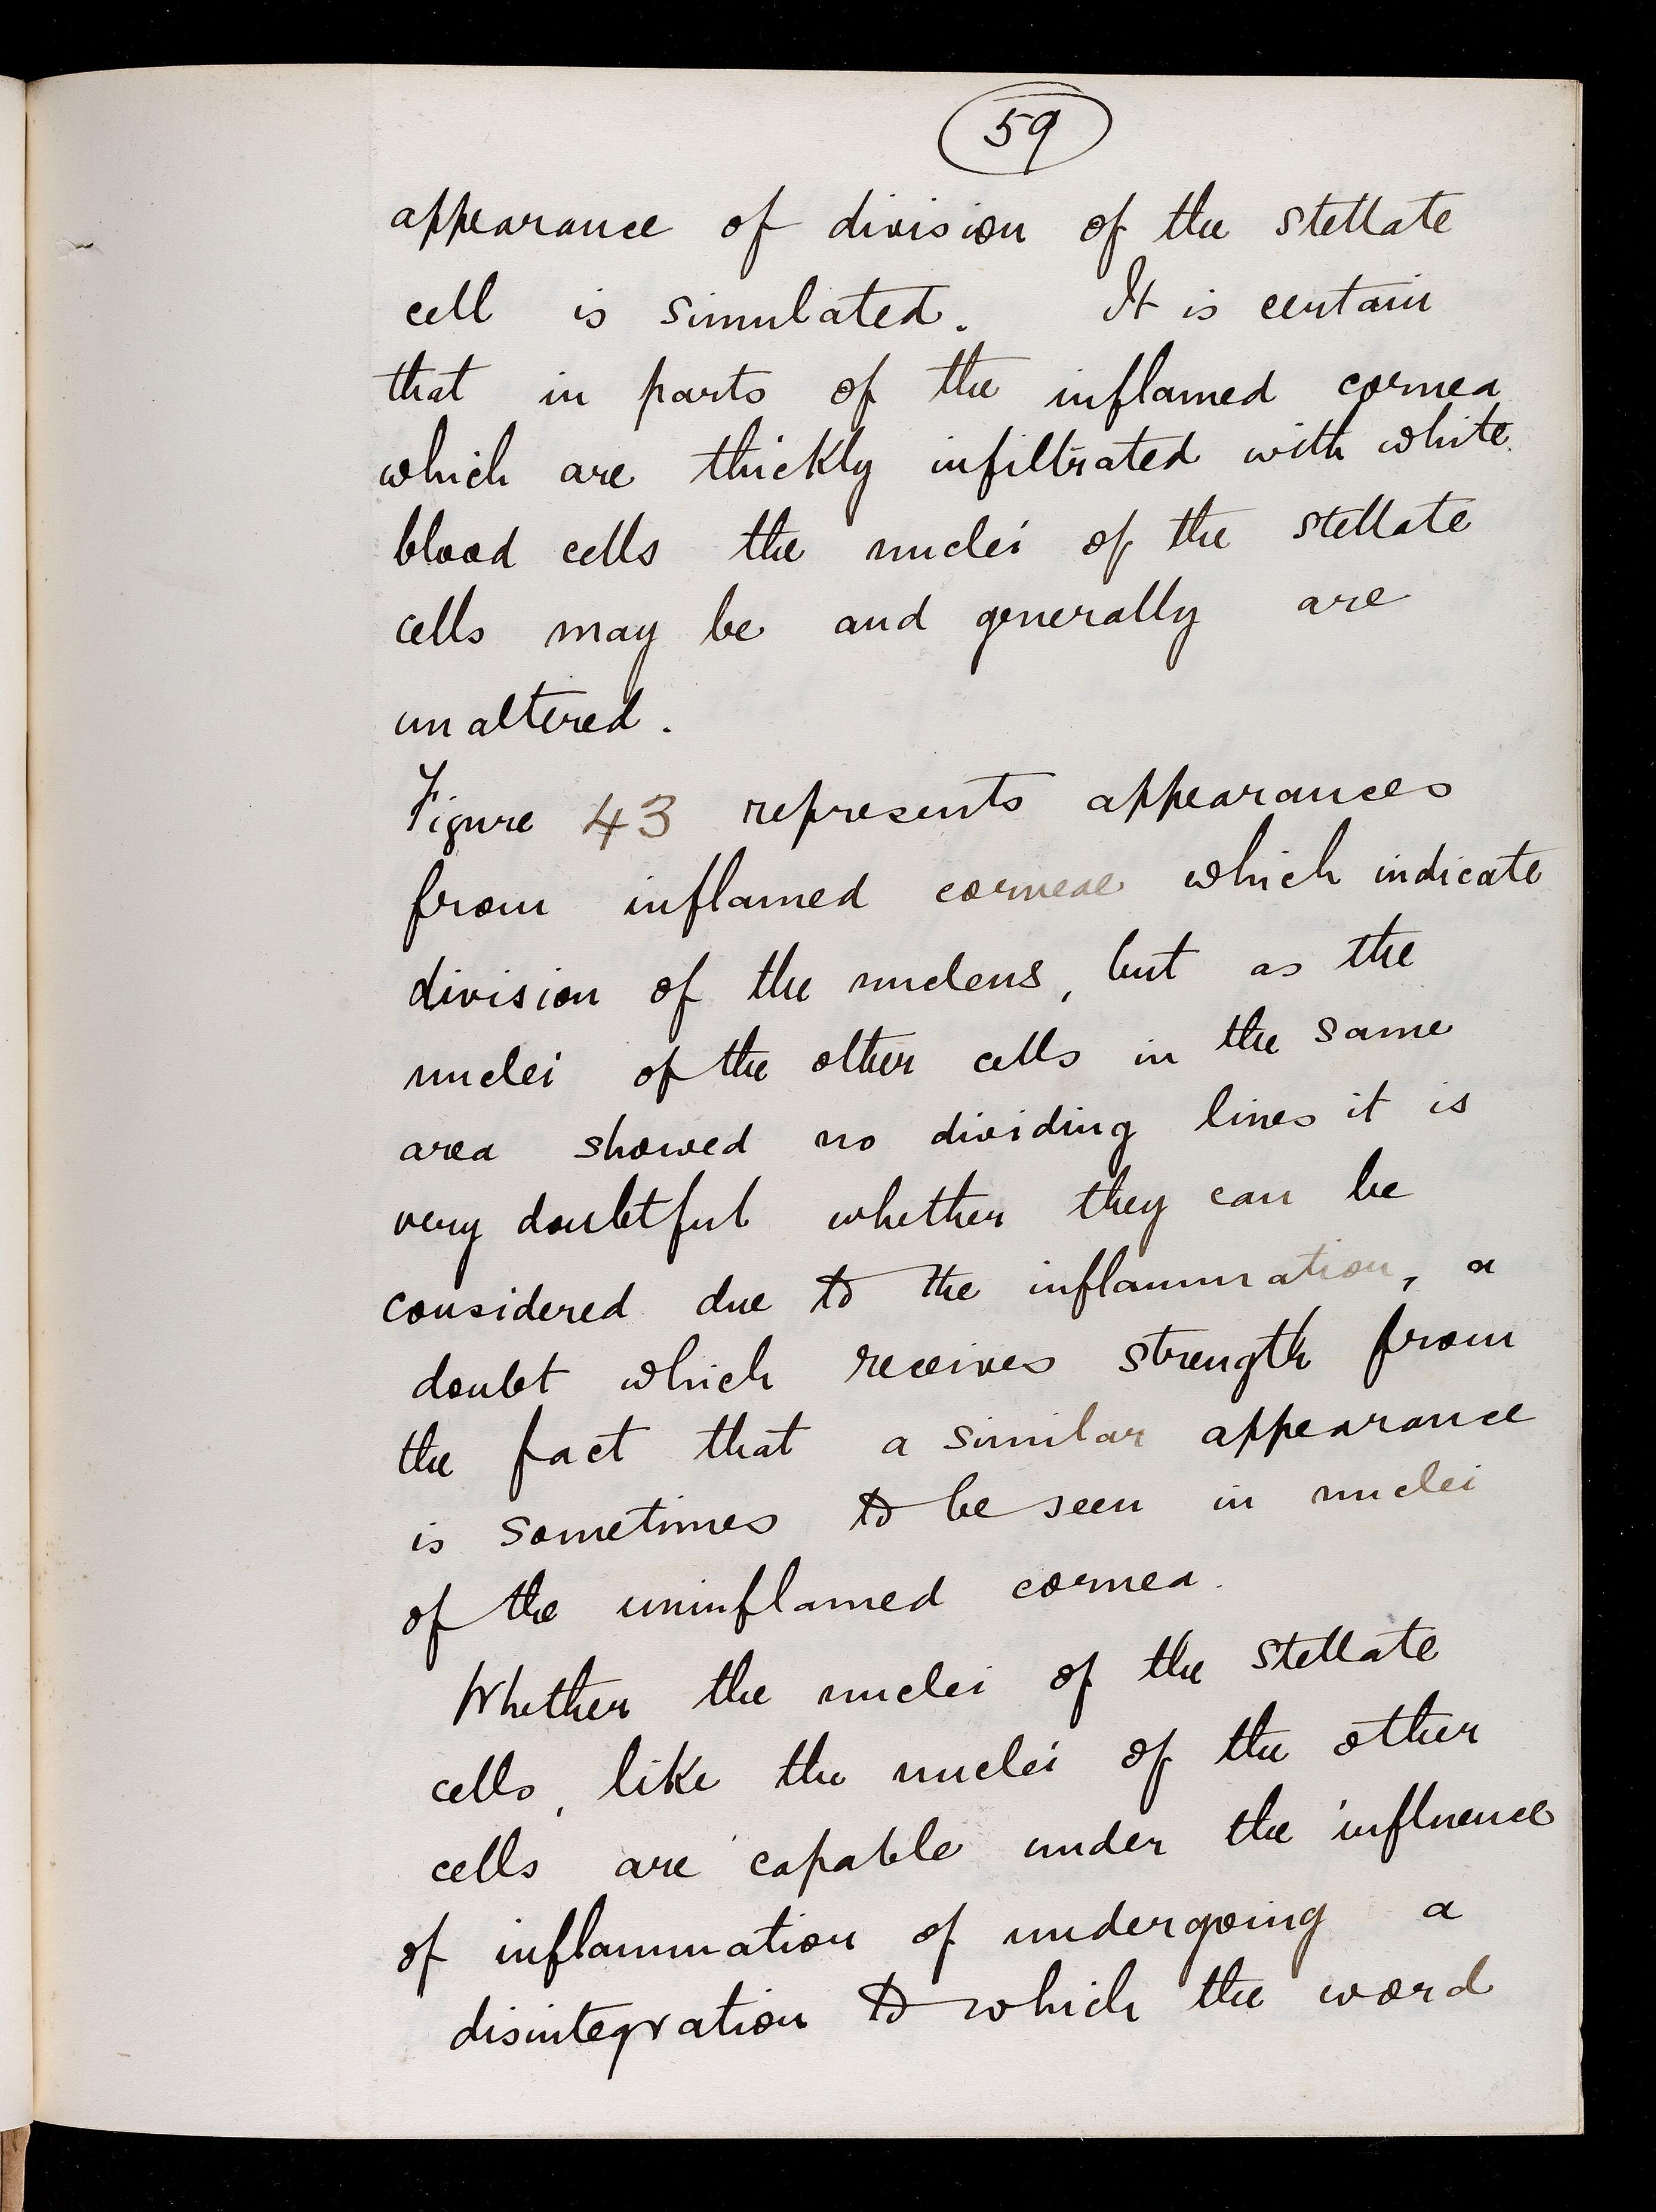 59
appearance of division of the stellate
cell is simulated. It is certain
that in parts of the inflamed cornea
which are thickly infiltrated with white
blood cells the nuclei of the stellate
cells may be and generally are
unaltered.
Figure 43 represents appearances
from inflamed corneae which indicate
division of the nucleus, but as the
nuclei of the other cells in the same
area showed no dividing lines it is
very doubtful whether they can be
considered due to the inflammation, a
doubt which receives strength from
the fact that a similar appearance
is sometimes to be seen in nuclei
of the uninflamed cornea.
Whether the nuclei of the stellate
cells, like the nuclei of the other
cells are capable under the influence
of inflammation of undergoing a
disintegration to which the word